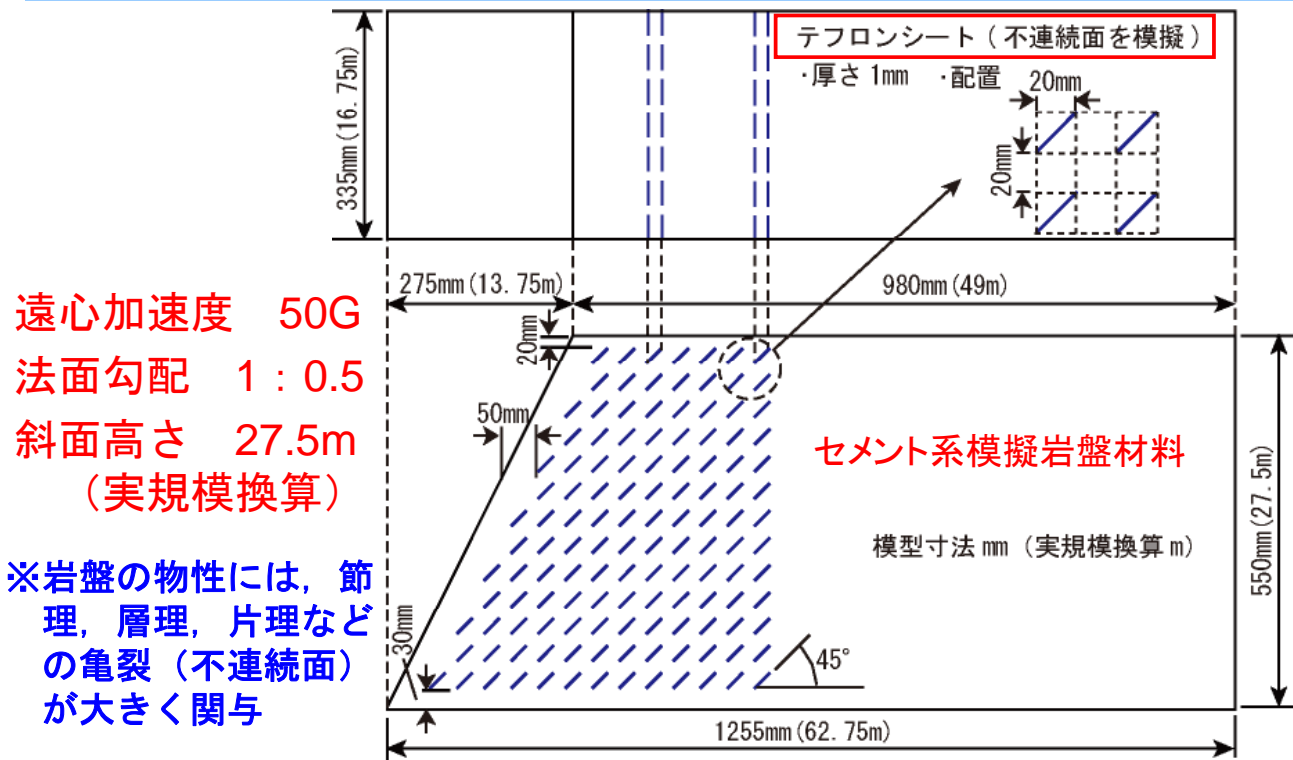 テフロンシート（不連続面を模擬）
･厚さ 1mm ･配置
20mm
20mm
335mm(16.75m)
275mm(13.75m)
980mm(49m)
遠心加速度　50G
法面勾配　1：0.5
斜面高さ　27.5m
（実規模換算）
※岩盤の物性には，節
理，層理，片理など
の亀裂（不連続面）
が大きく関与
20mm
50mm
セメント系模擬岩盤材料
模型寸法 mm（実規模換算 m）
550mm(27.5m)
30mm
45°
1255mm(62.75m)